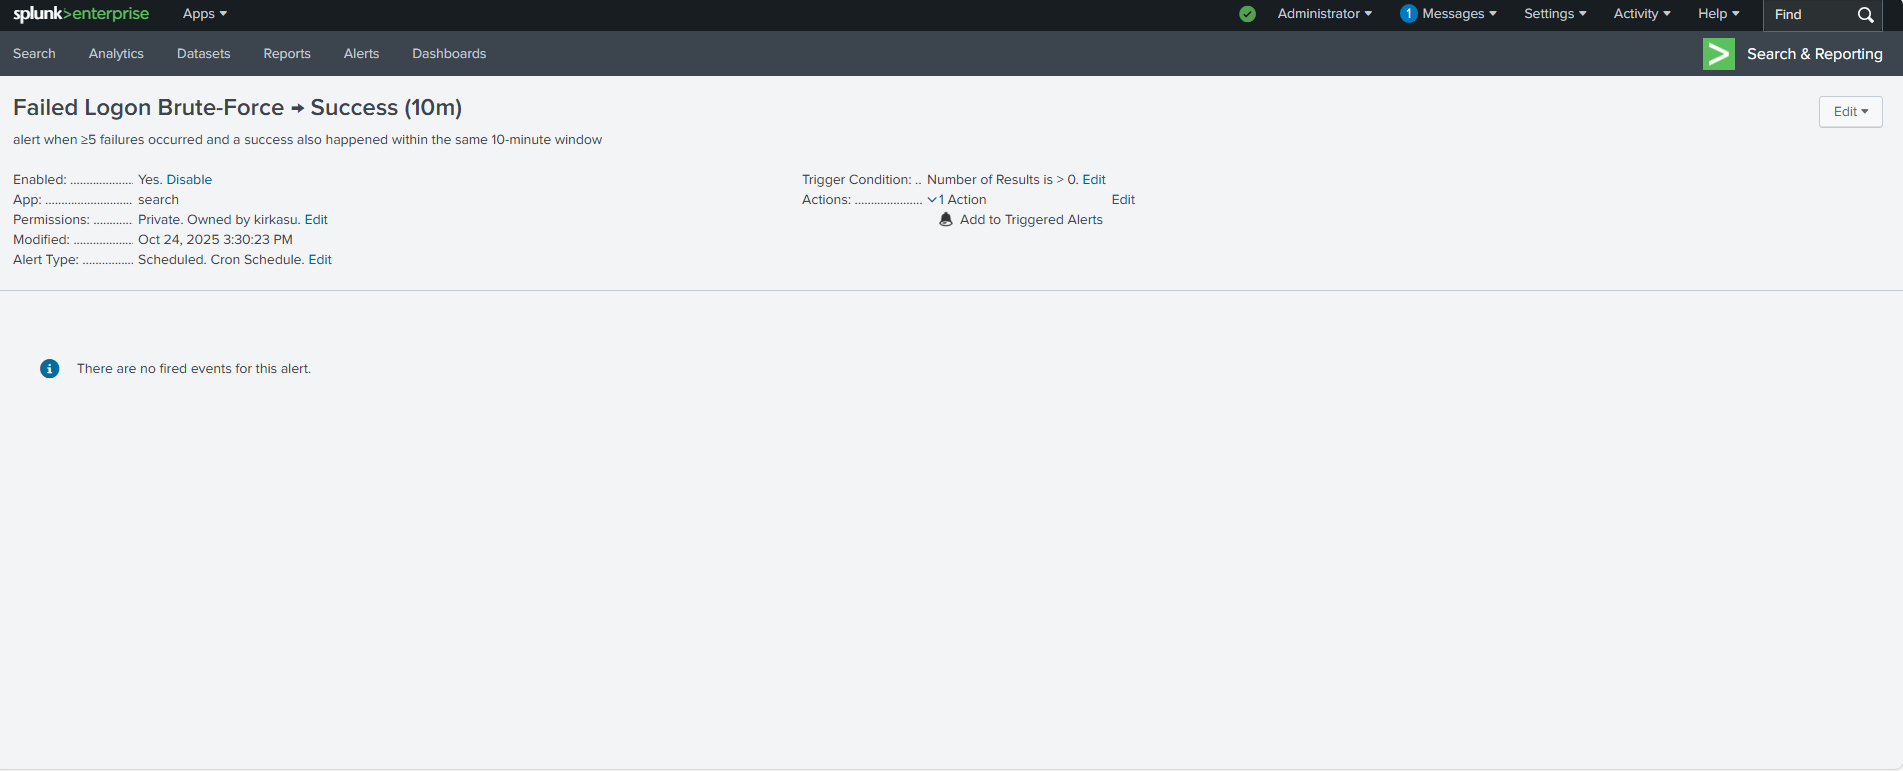 splunk>enterprise Apps Administrator 1 Messages Settings Activity Help Find
Search Analytics Datasets Reports Alerts Dashboards Search & Reporting
Failed Logon Brute-Force → Success (10m)
Edit
alert when ≥5 failures occurred and a success also happened within the same 10-minute window
Enabled: ................... Yes. Disable
App: .......................... search
Permissions: ............ Private. Owned by kirkasu. Edit
Modified: .................. Oct 24, 2025 3:30:23 PM
Alert Type: ................ Scheduled. Cron Schedule. Edit
Trigger Condition: .. Number of Results is > 0. Edit
Actions: ..................... 1 Action Edit
Add to Triggered Alerts
There are no fired events for this alert.